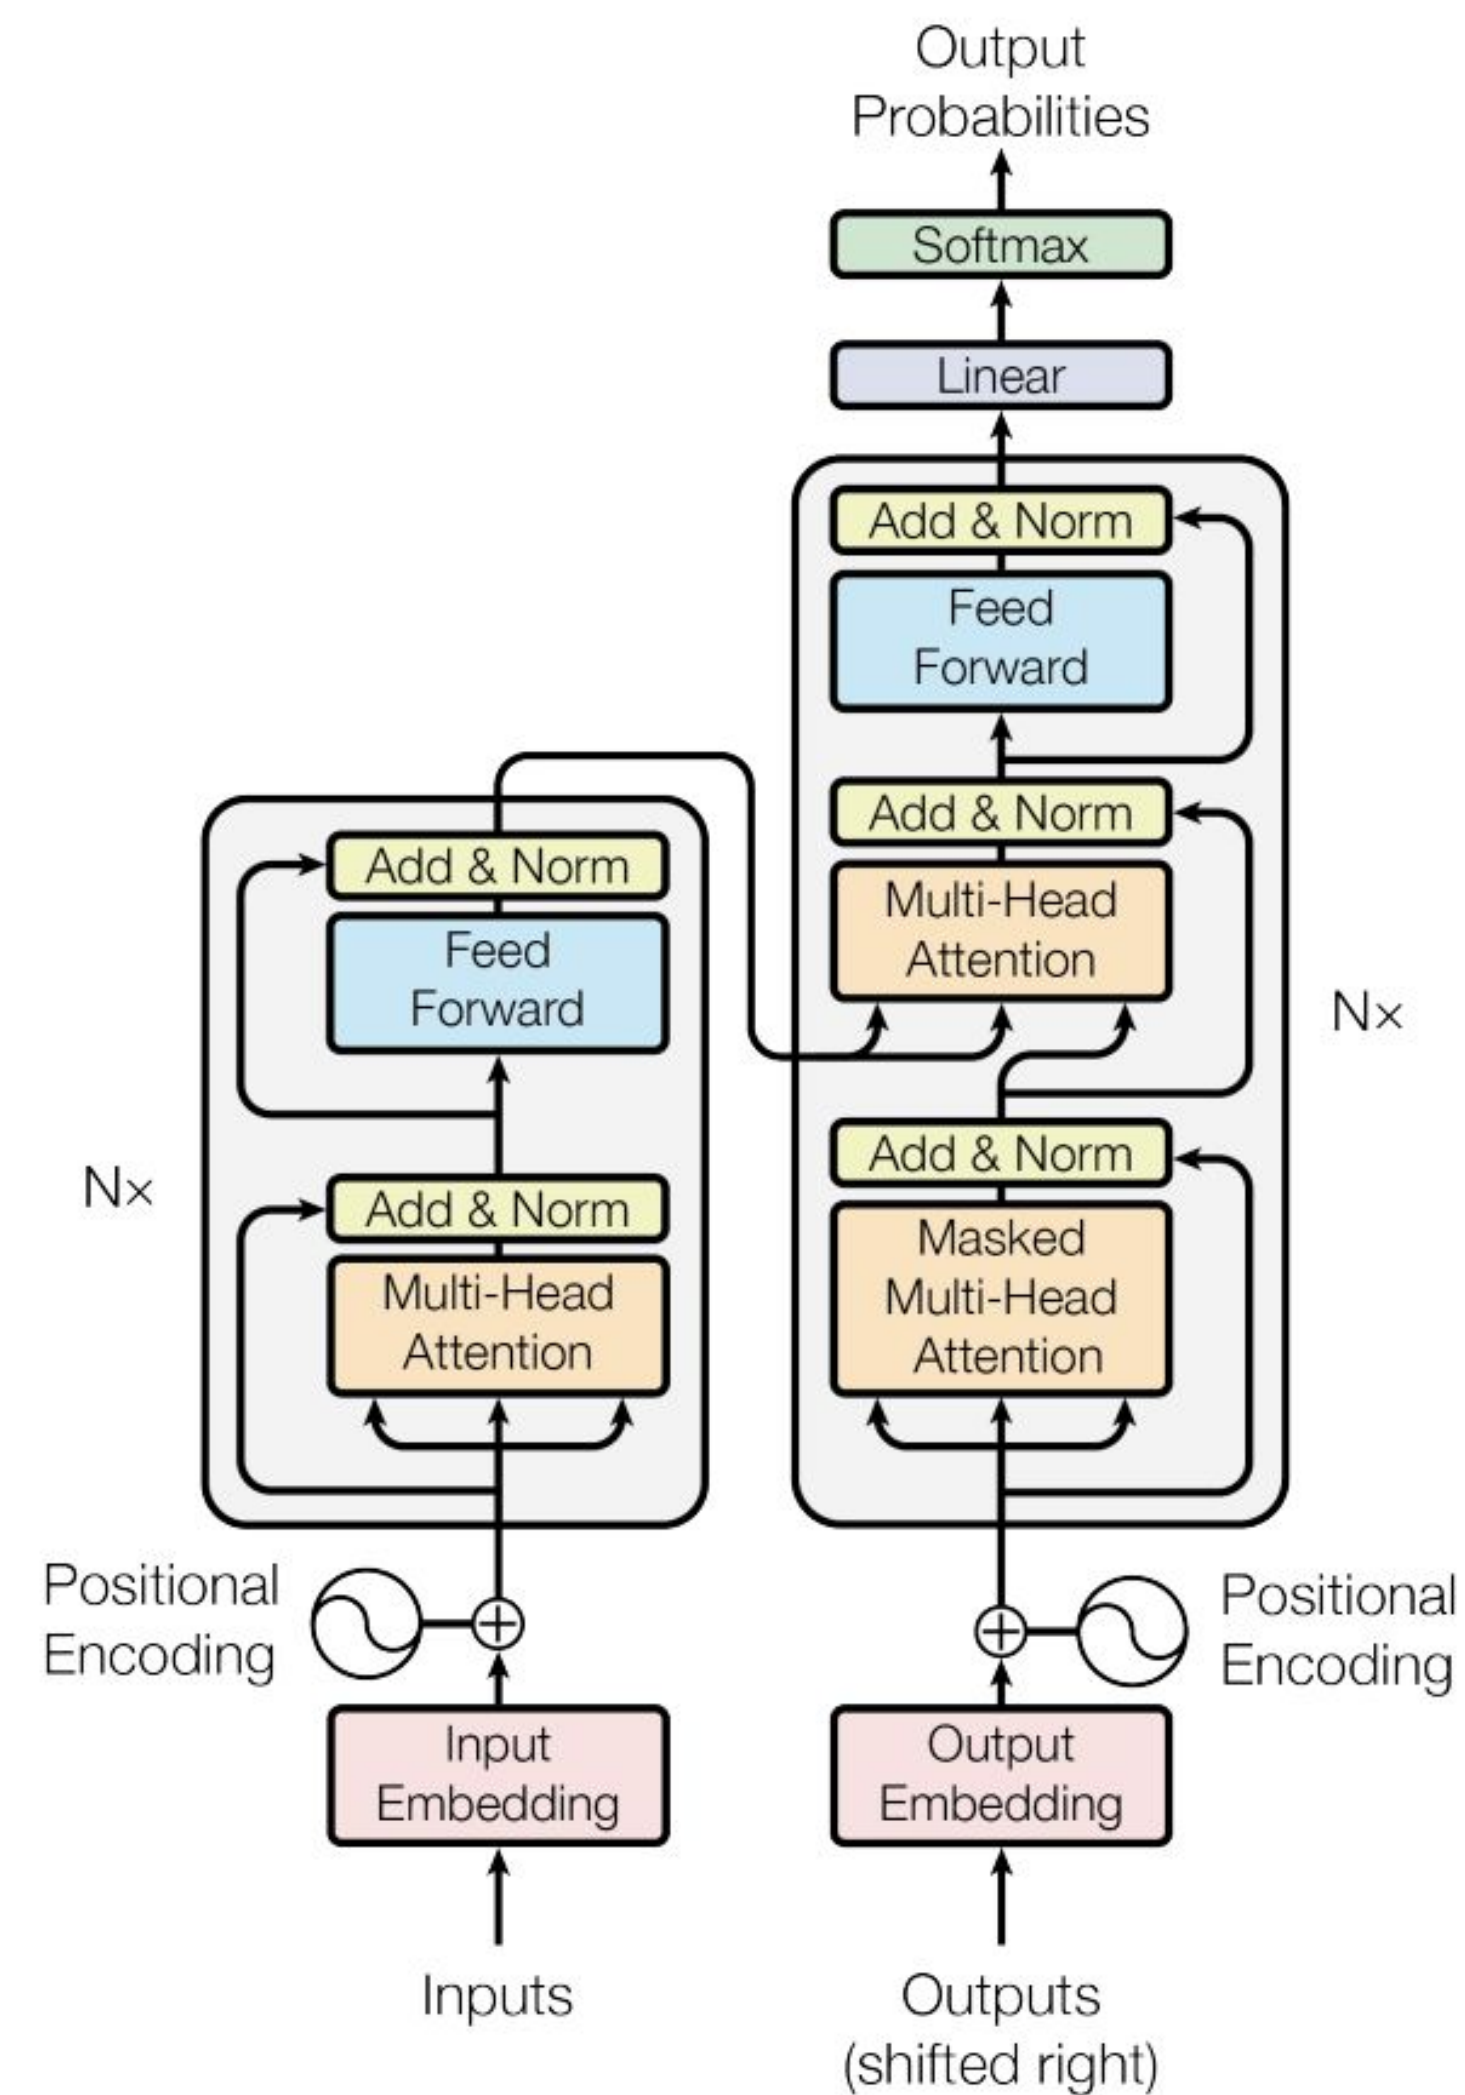 Output
Probabilities
Softmax
Linear
Add & Norm
Feed
Forward
Add & Norm
Multi-Head
Attention
Add & Norm
Masked
Multi-Head
Attention
N×
Add & Norm
Feed
Forward
Add & Norm
Multi-Head
Attention
N×
Positional
Encoding
Positional
Encoding
Input
Embedding
Output
Embedding
Inputs
Outputs
(shifted right)